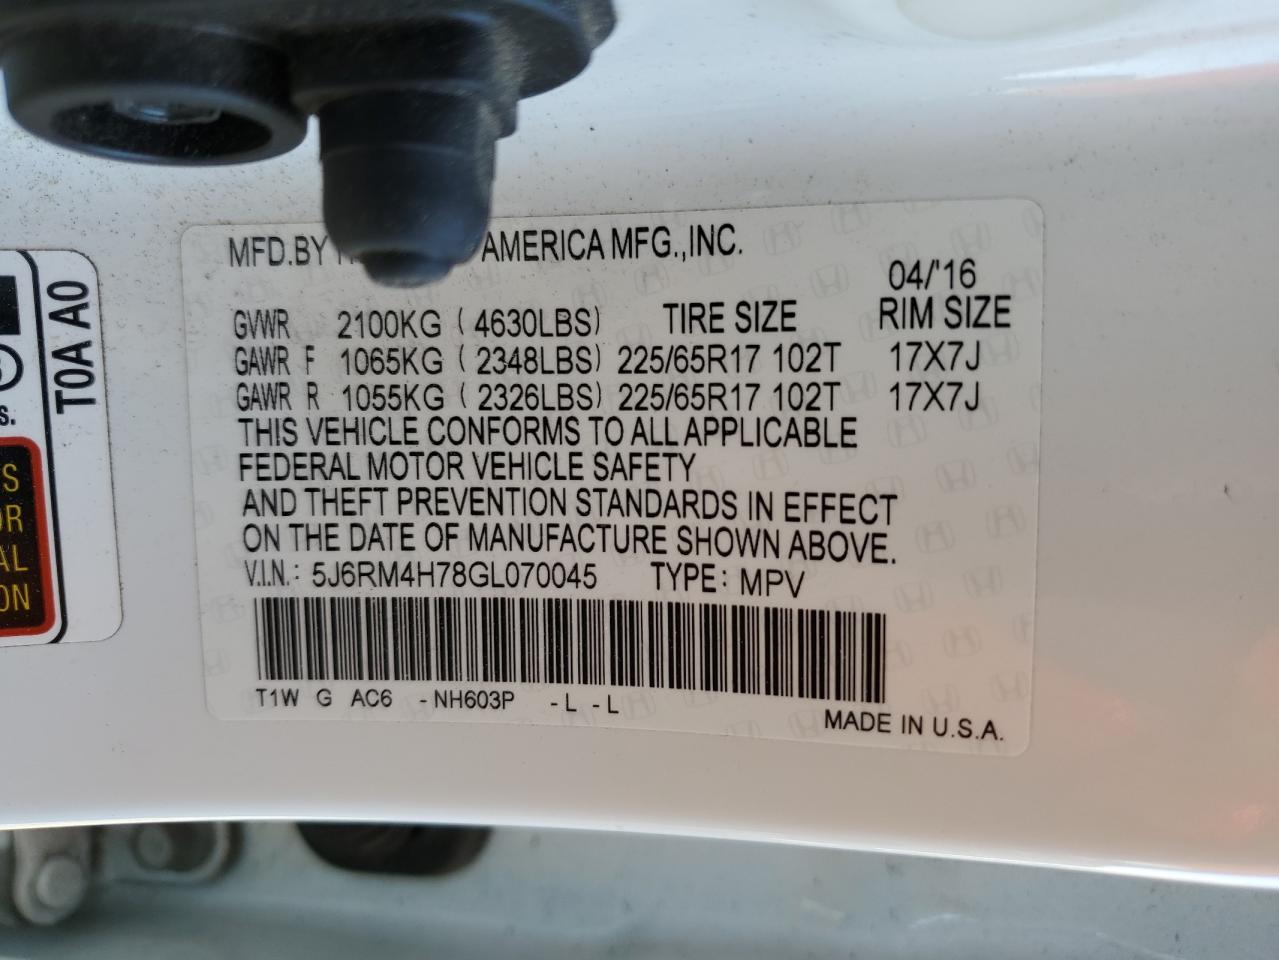 MFD.BY AMERICA MFG.,INC.
04/'16
GVWR 2100KG ( 4630LBS) TIRE SIZE RIM SIZE
GAWR F 1065KG ( 2348LBS) 225/65R17 102T 17X7J
GAWR R 1055KG ( 2326LBS) 225/65R17 102T 17X7J
THIS VEHICLE CONFORMS TO ALL APPLICABLE
FEDERAL MOTOR VEHICLE SAFETY
AND THEFT PREVENTION STANDARDS IN EFFECT
ON THE DATE OF MANUFACTURE SHOWN ABOVE.
V.I.N.: 5J6RM4H78GL070045 TYPE: MPV
T1W G AC6 -NH603P -L -L
MADE IN U.S.A.
T0A A0